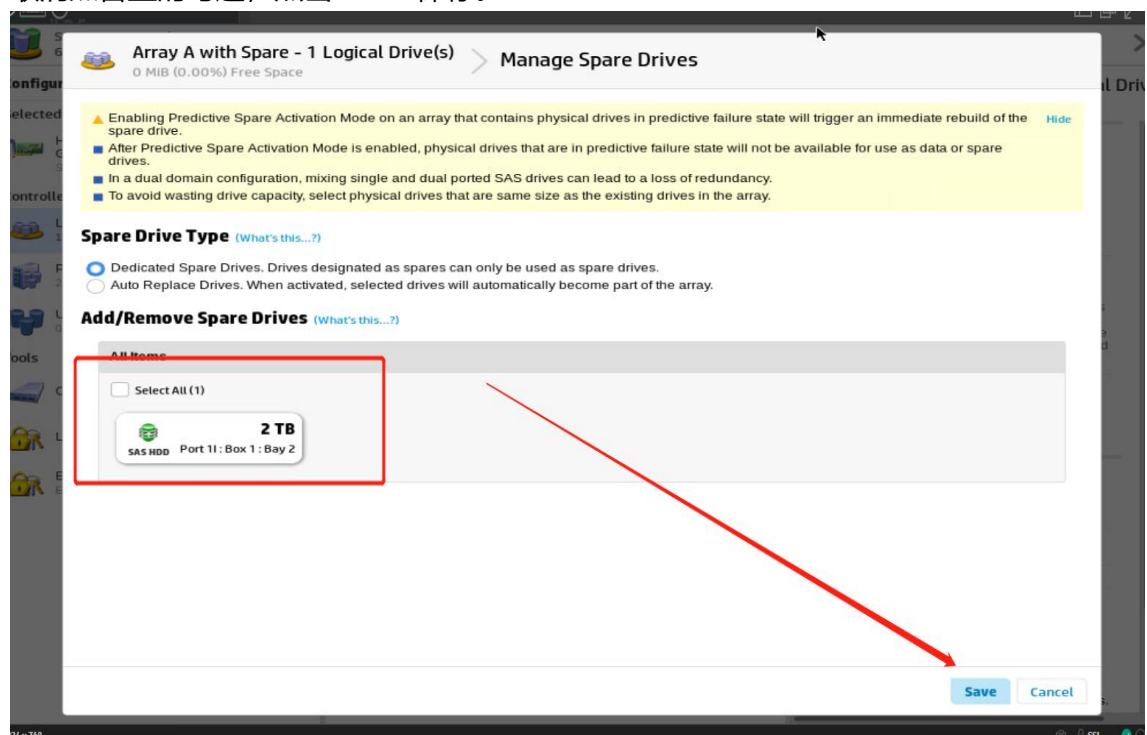 Array A with Spare - 1 Logical Drive(s)
0 MiB (0.00%) Free Space
Manage Spare Drives
Enabling Predictive Spare Activation Mode on an array that contains physical drives in predictive failure state will trigger an immediate rebuild of the
spare drive.
Hide
After Predictive Spare Activation Mode is enabled, physical drives that are in predictive failure state will not be available for use as data or spare
drives.
In a dual domain configuration, mixing single and dual ported SAS drives can lead to a loss of redundancy.
To avoid wasting drive capacity, select physical drives that are same size as the existing drives in the array.
Spare Drive Type (What's this...?)
Dedicated Spare Drives. Drives designated as spares can only be used as spare drives.
Auto Replace Drives. When activated, selected drives will automatically become part of the array.
Add/Remove Spare Drives (What's this...?)
All Items
Select All (1)
2 TB
SAS HDD Port 1I : Box 1 : Bay 2
Save Cancel